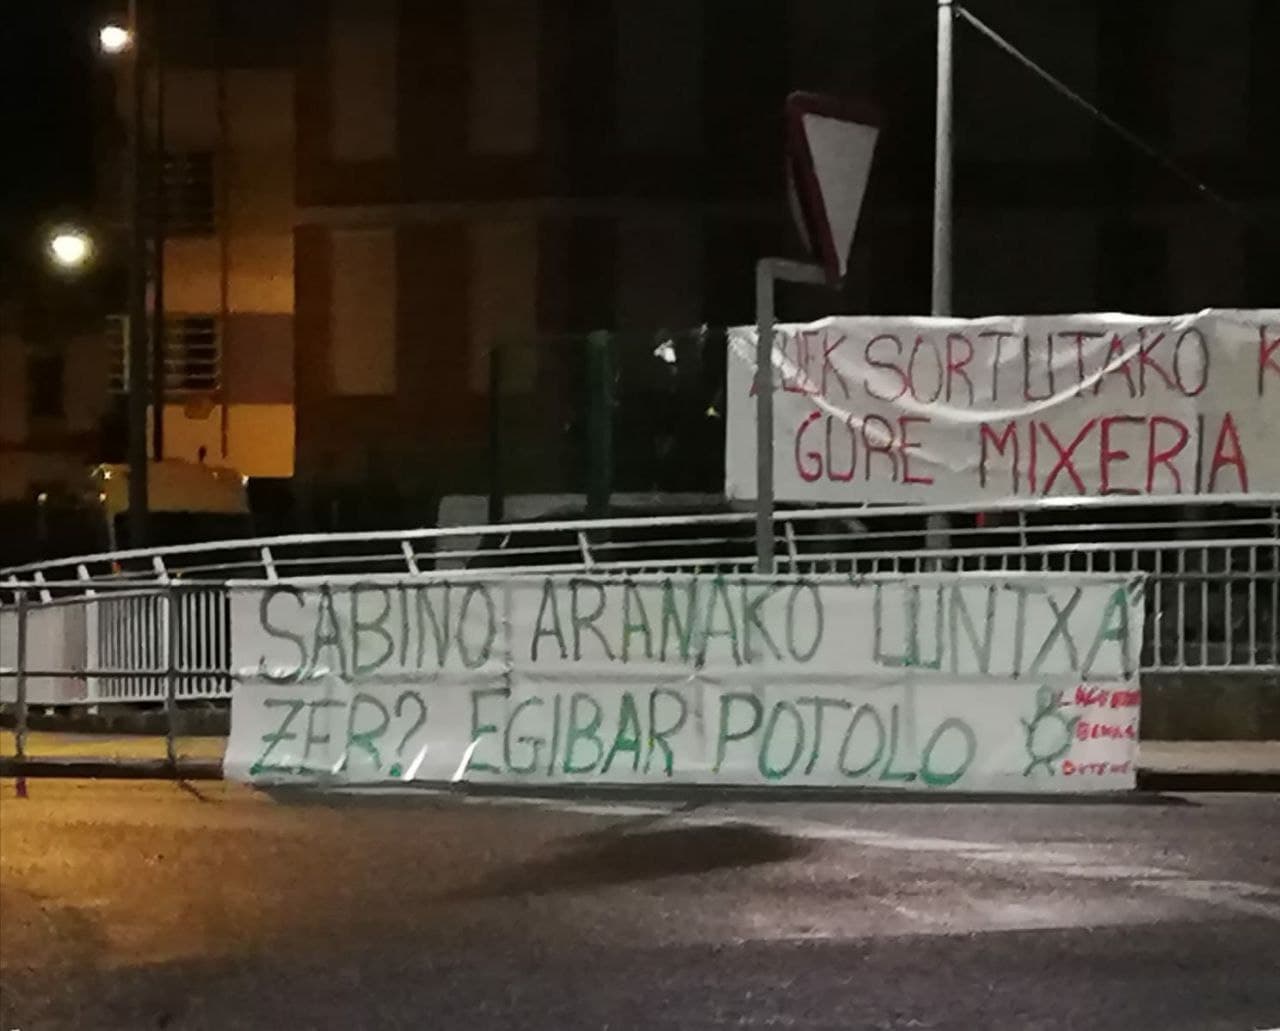 ZUEK SORTUTAKO K
GURE MIXERIA
SABINO ARANAKO "LUNTXA"
ZER? EGIBAR POTOLO